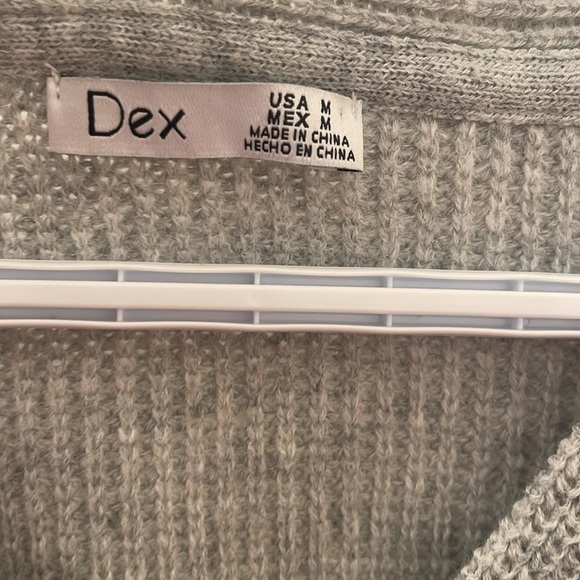 Dex
USA M
MEX M
MADE IN CHINA
HECHO EN CHINA